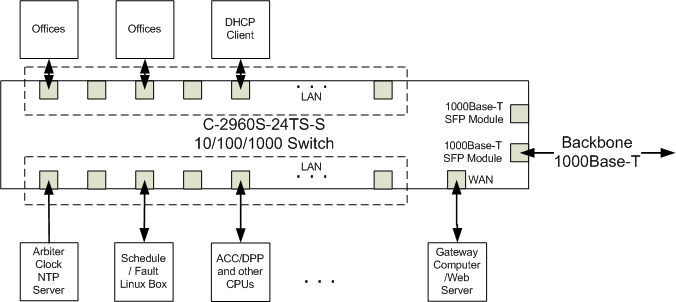 Offices
Offices
DHCP
Client
. . .
LAN
1000Base-T
SFP Module
C-2960S-24TS-S
10/100/1000 Switch
1000Base-T
SFP Module
Backbone
1000Base-T
LAN
. . .
WAN
Arbiter
Clock
NTP
Server
Schedule
/ Fault
Linux Box
ACC/DPP
and other
CPUs
. . .
Gateway
Computer
/Web
Server